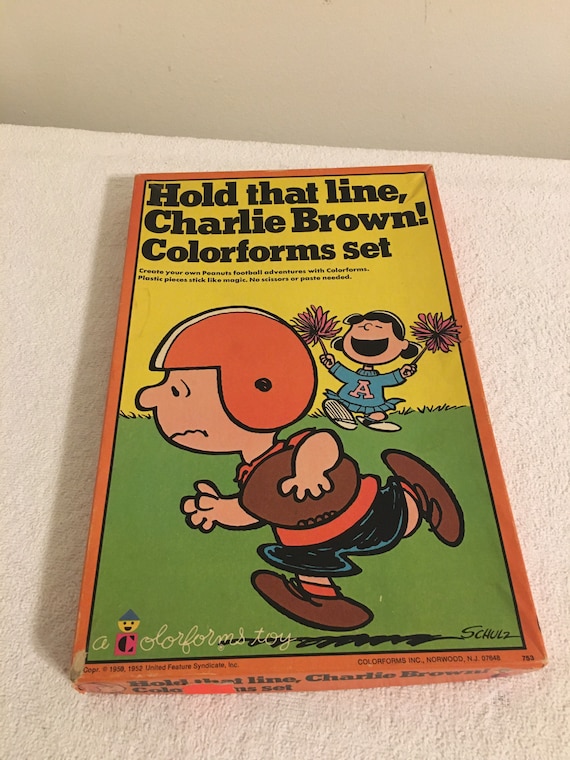 Hold that line,
Charlie Brown!
Colorforms set
Create your own Peanuts football adventures with Colorforms.
Plastic pieces stick like magic. No scissors or paste needed.
A
a Colorforms toy
SCHULZ
Copr. © 1958, 1952 United Feature Syndicate, Inc.
COLORFORMS INC., NORWOOD, N.J. 07648 753
Hold that line, Charlie Brown!
set